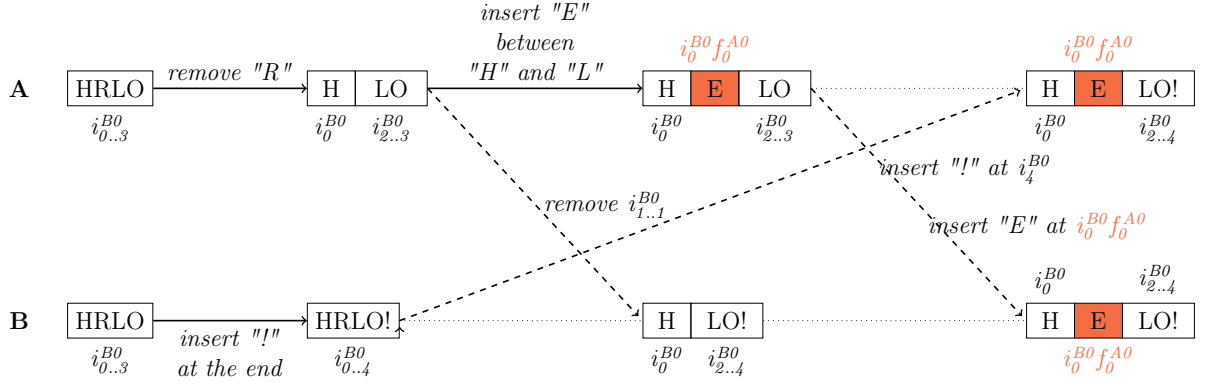 insert "E"
between
"H" and "L"
remove "R"
i_0^{B0}f_0^{A0}
i_0^{B0}f_0^{A0}
A
HRLO
H LO
H E LO
H E LO!
i_{0..3}^{B0}
i_0^{B0} i_{2..3}^{B0}
i_0^{B0} i_{2..3}^{B0}
i_0^{B0} i_{2..4}^{B0}
insert "!" at i_4^{B0}
remove i_{1..1}^{B0}
insert "E" at i_0^{B0}f_0^{A0}
i_0^{B0} i_{2..4}^{B0}
B
HRLO
HRLO!
H LO!
H E LO!
insert "!"
at the end
i_{0..3}^{B0}
i_{0..4}^{B0}
i_0^{B0} i_{2..4}^{B0}
i_0^{B0}f_0^{A0}